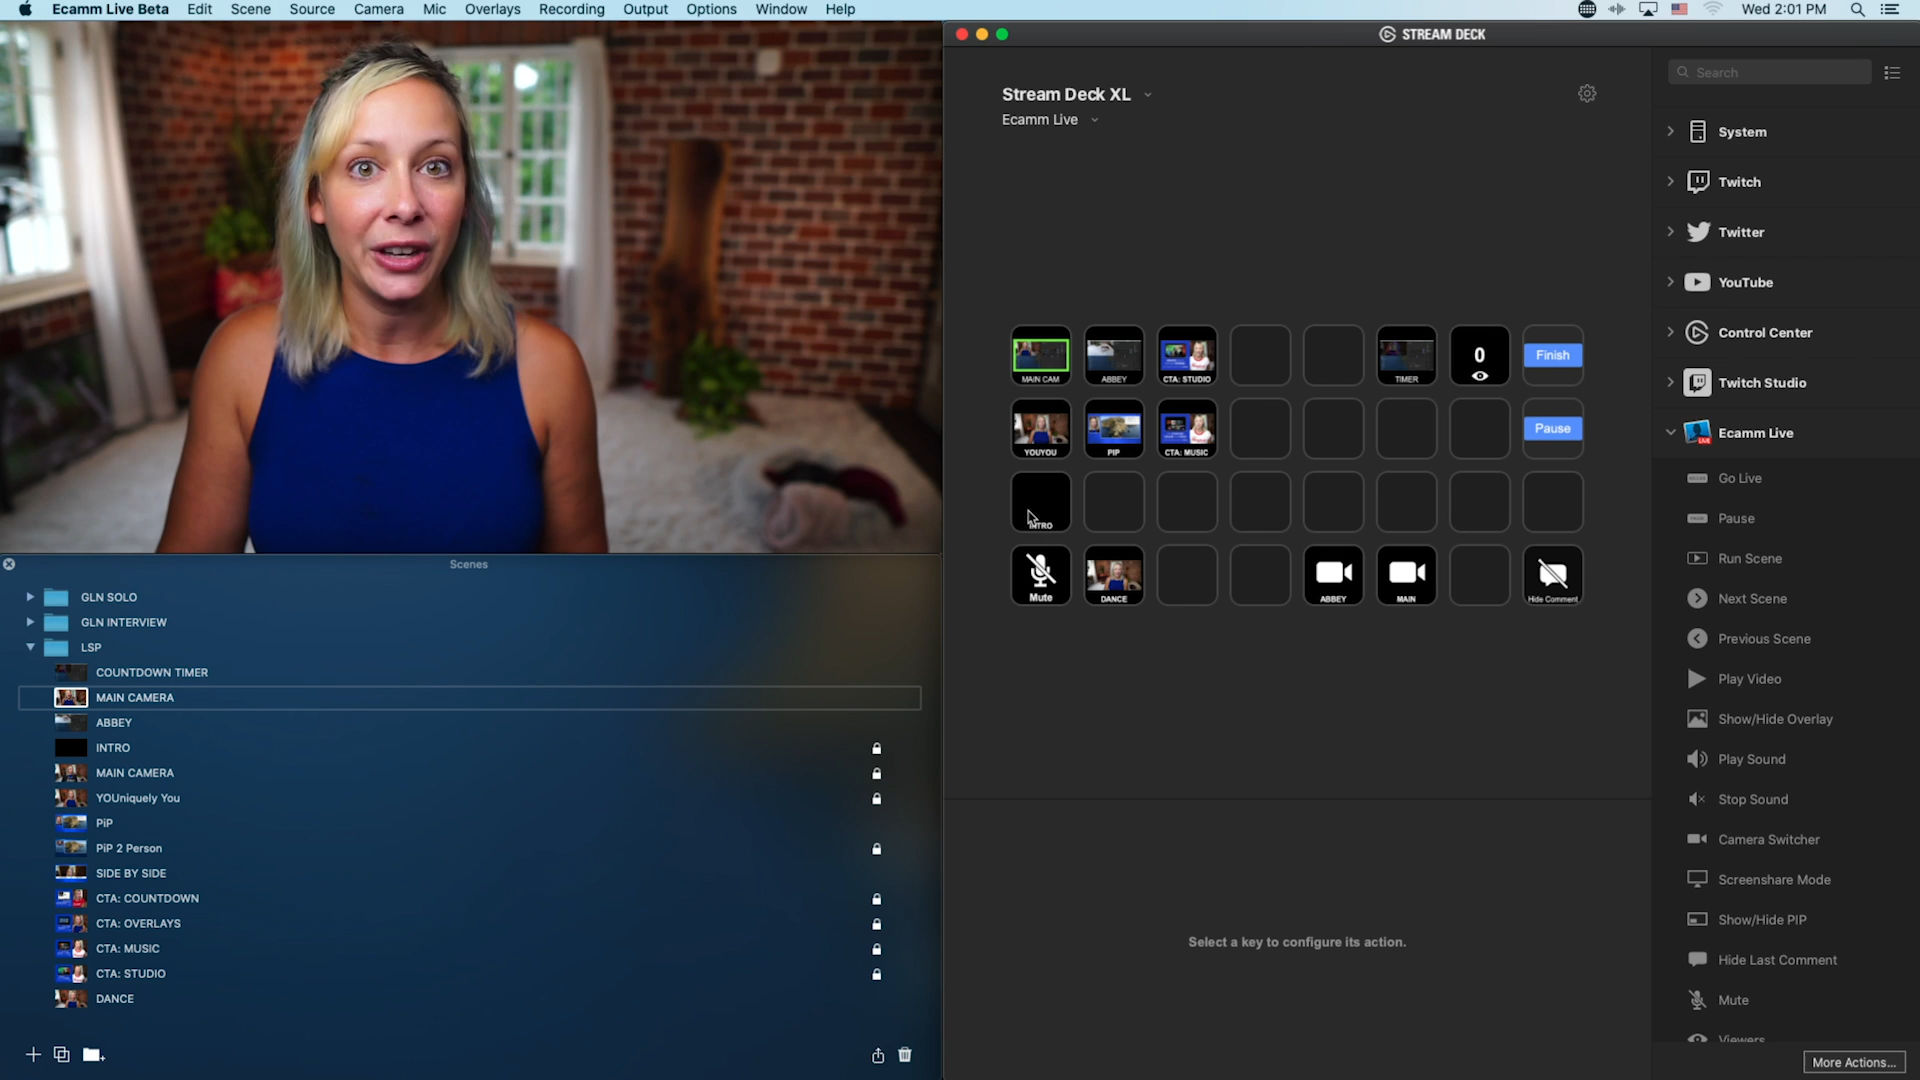 Ecamm Live Beta Edit Scene Source Camera Mic Overlays Recording Output Options Window Help Wed 2:01 PM
STREAM DECK
Stream Deck XL
Ecamm Live
Search
System
Twitch
Twitter
YouTube
Control Center
Twitch Studio
Ecamm Live
Go Live
Pause
Run Scene
Next Scene
Previous Scene
Play Video
Show/Hide Overlay
Play Sound
Stop Sound
Camera Switcher
Screenshare Mode
Show/Hide PIP
Hide Last Comment
Mute
Viewers
More Actions...
MAIN CAM ABBEY CTA: STUDIO TIMER 0 Finish
YOUYOU PIP CTA: MUSIC Pause
INTRO
Mute DANCE ABBEY MAIN Hide Comment
Select a key to configure its action.
Scenes
GLN SOLO
GLN INTERVIEW
LSP
COUNTDOWN TIMER
MAIN CAMERA
ABBEY
INTRO
MAIN CAMERA
YOUniquely You
PiP
PiP 2 Person
SIDE BY SIDE
CTA: COUNTDOWN
CTA: OVERLAYS
CTA: MUSIC
CTA: STUDIO
DANCE